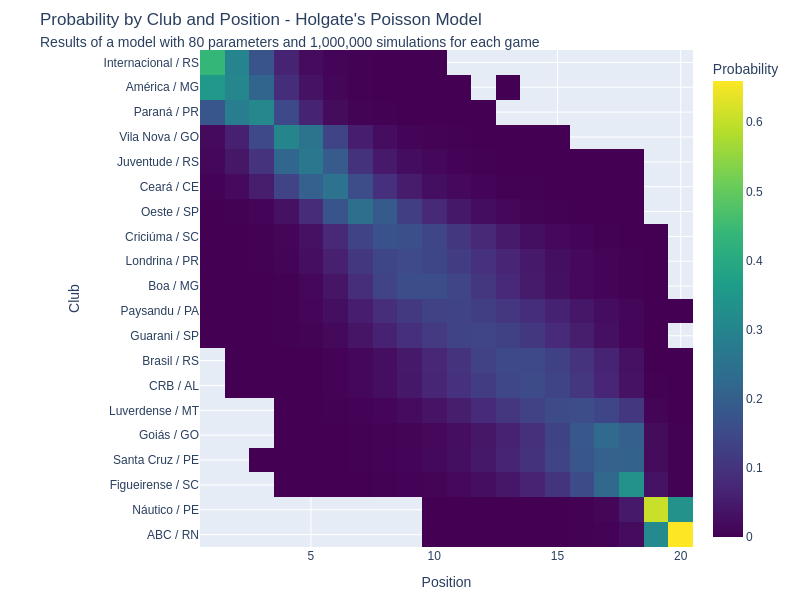 Probability by Club and Position - Holgate's Poisson Model
Results of a model with 80 parameters and 1,000,000 simulations for each game
Probability
Internacional / RS
América / MG
Paraná / PR
Vila Nova / GO
Juventude / RS
Ceará / CE
Oeste / SP
Criciúma / SC
Londrina / PR
Boa / MG
Paysandu / PA
Guarani / SP
Brasil / RS
CRB / AL
Luverdense / MT
Goiás / GO
Santa Cruz / PE
Figueirense / SC
Náutico / PE
ABC / RN
Club
5
10
15
20
Position
0.6
0.5
0.4
0.3
0.2
0.1
0